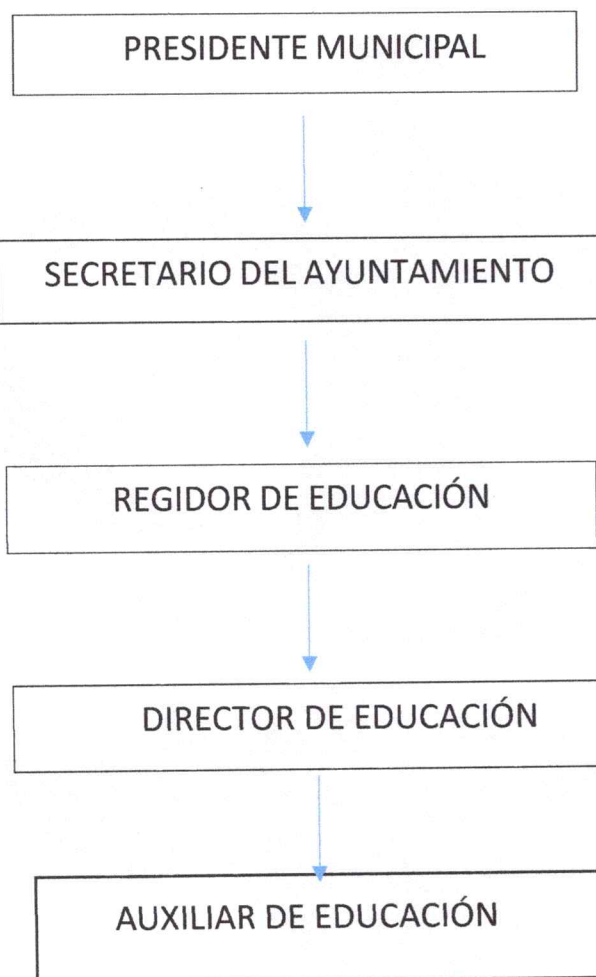 PRESIDENTE MUNICIPAL
SECRETARIO DEL AYUNTAMIENTO
REGIDOR DE EDUCACIÓN
DIRECTOR DE EDUCACIÓN
AUXILIAR DE EDUCACIÓN